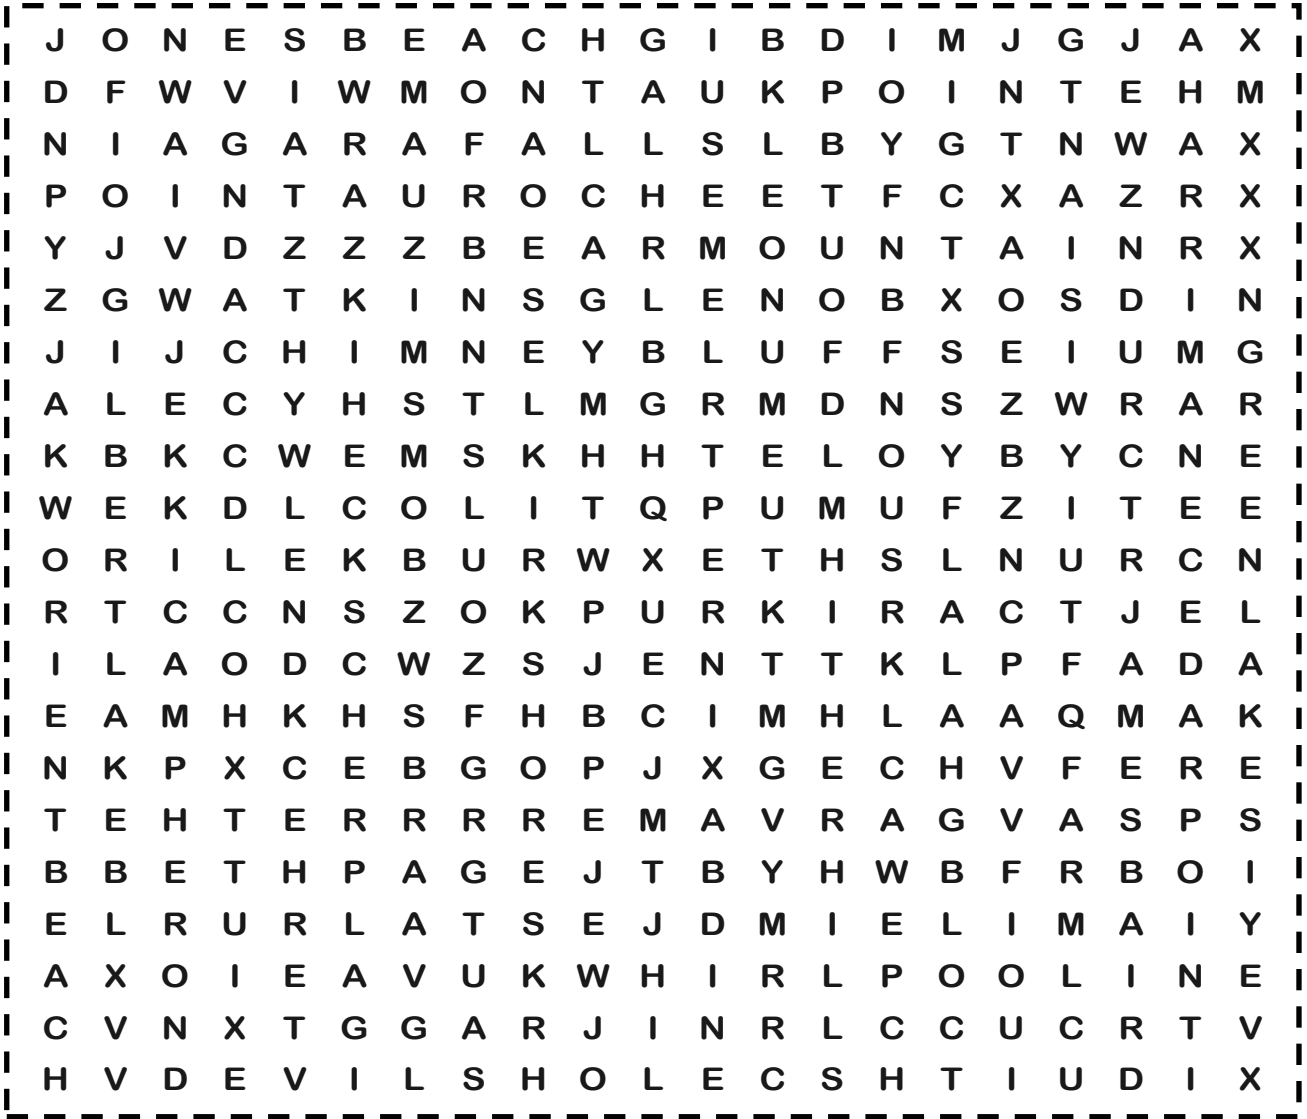 J O N E S B E A C H G I B D I M J G J A X
D F W V I W M O N T A U K P O I N T E H M
N I A G A R A F A L L S L B Y G T N W A X
P O I N T A U R O C H E E T F C X A Z R X
Y J V D Z Z Z B E A R M O U N T A I N R X
Z G W A T K I N S G L E N O B X O S D I N
J I J C H I M N E Y B L U F F S E I U M G
A L E C Y H S T L M G R M D N S Z W R A R
K B K C W E M S K H H T E L O Y B Y C N E
W E K D L C O L I T Q P U M U F Z I T E E
O R I L E K B U R W X E T H S L N U R C N
R T C C N S Z O K P U R K I R A C T J E L
I L A O D C W Z S J E N T T K L P F A D A
E A M H K H S F H B C I M H L A A Q M A K
N K P X C E B G O P J X G E C H V F E R E
T E H T E R R R R E M A V R A G V A S P S
B B E T H P A G E J T B Y H W B F R B O I
E L R U R L A T S E J D M I E L I M A I Y
A X O I E A V U K W H I R L P O O L I N E
C V N X T G G A R J I N R L C C U C R T V
H V D E V I L S H O L E C S H T I U D I X